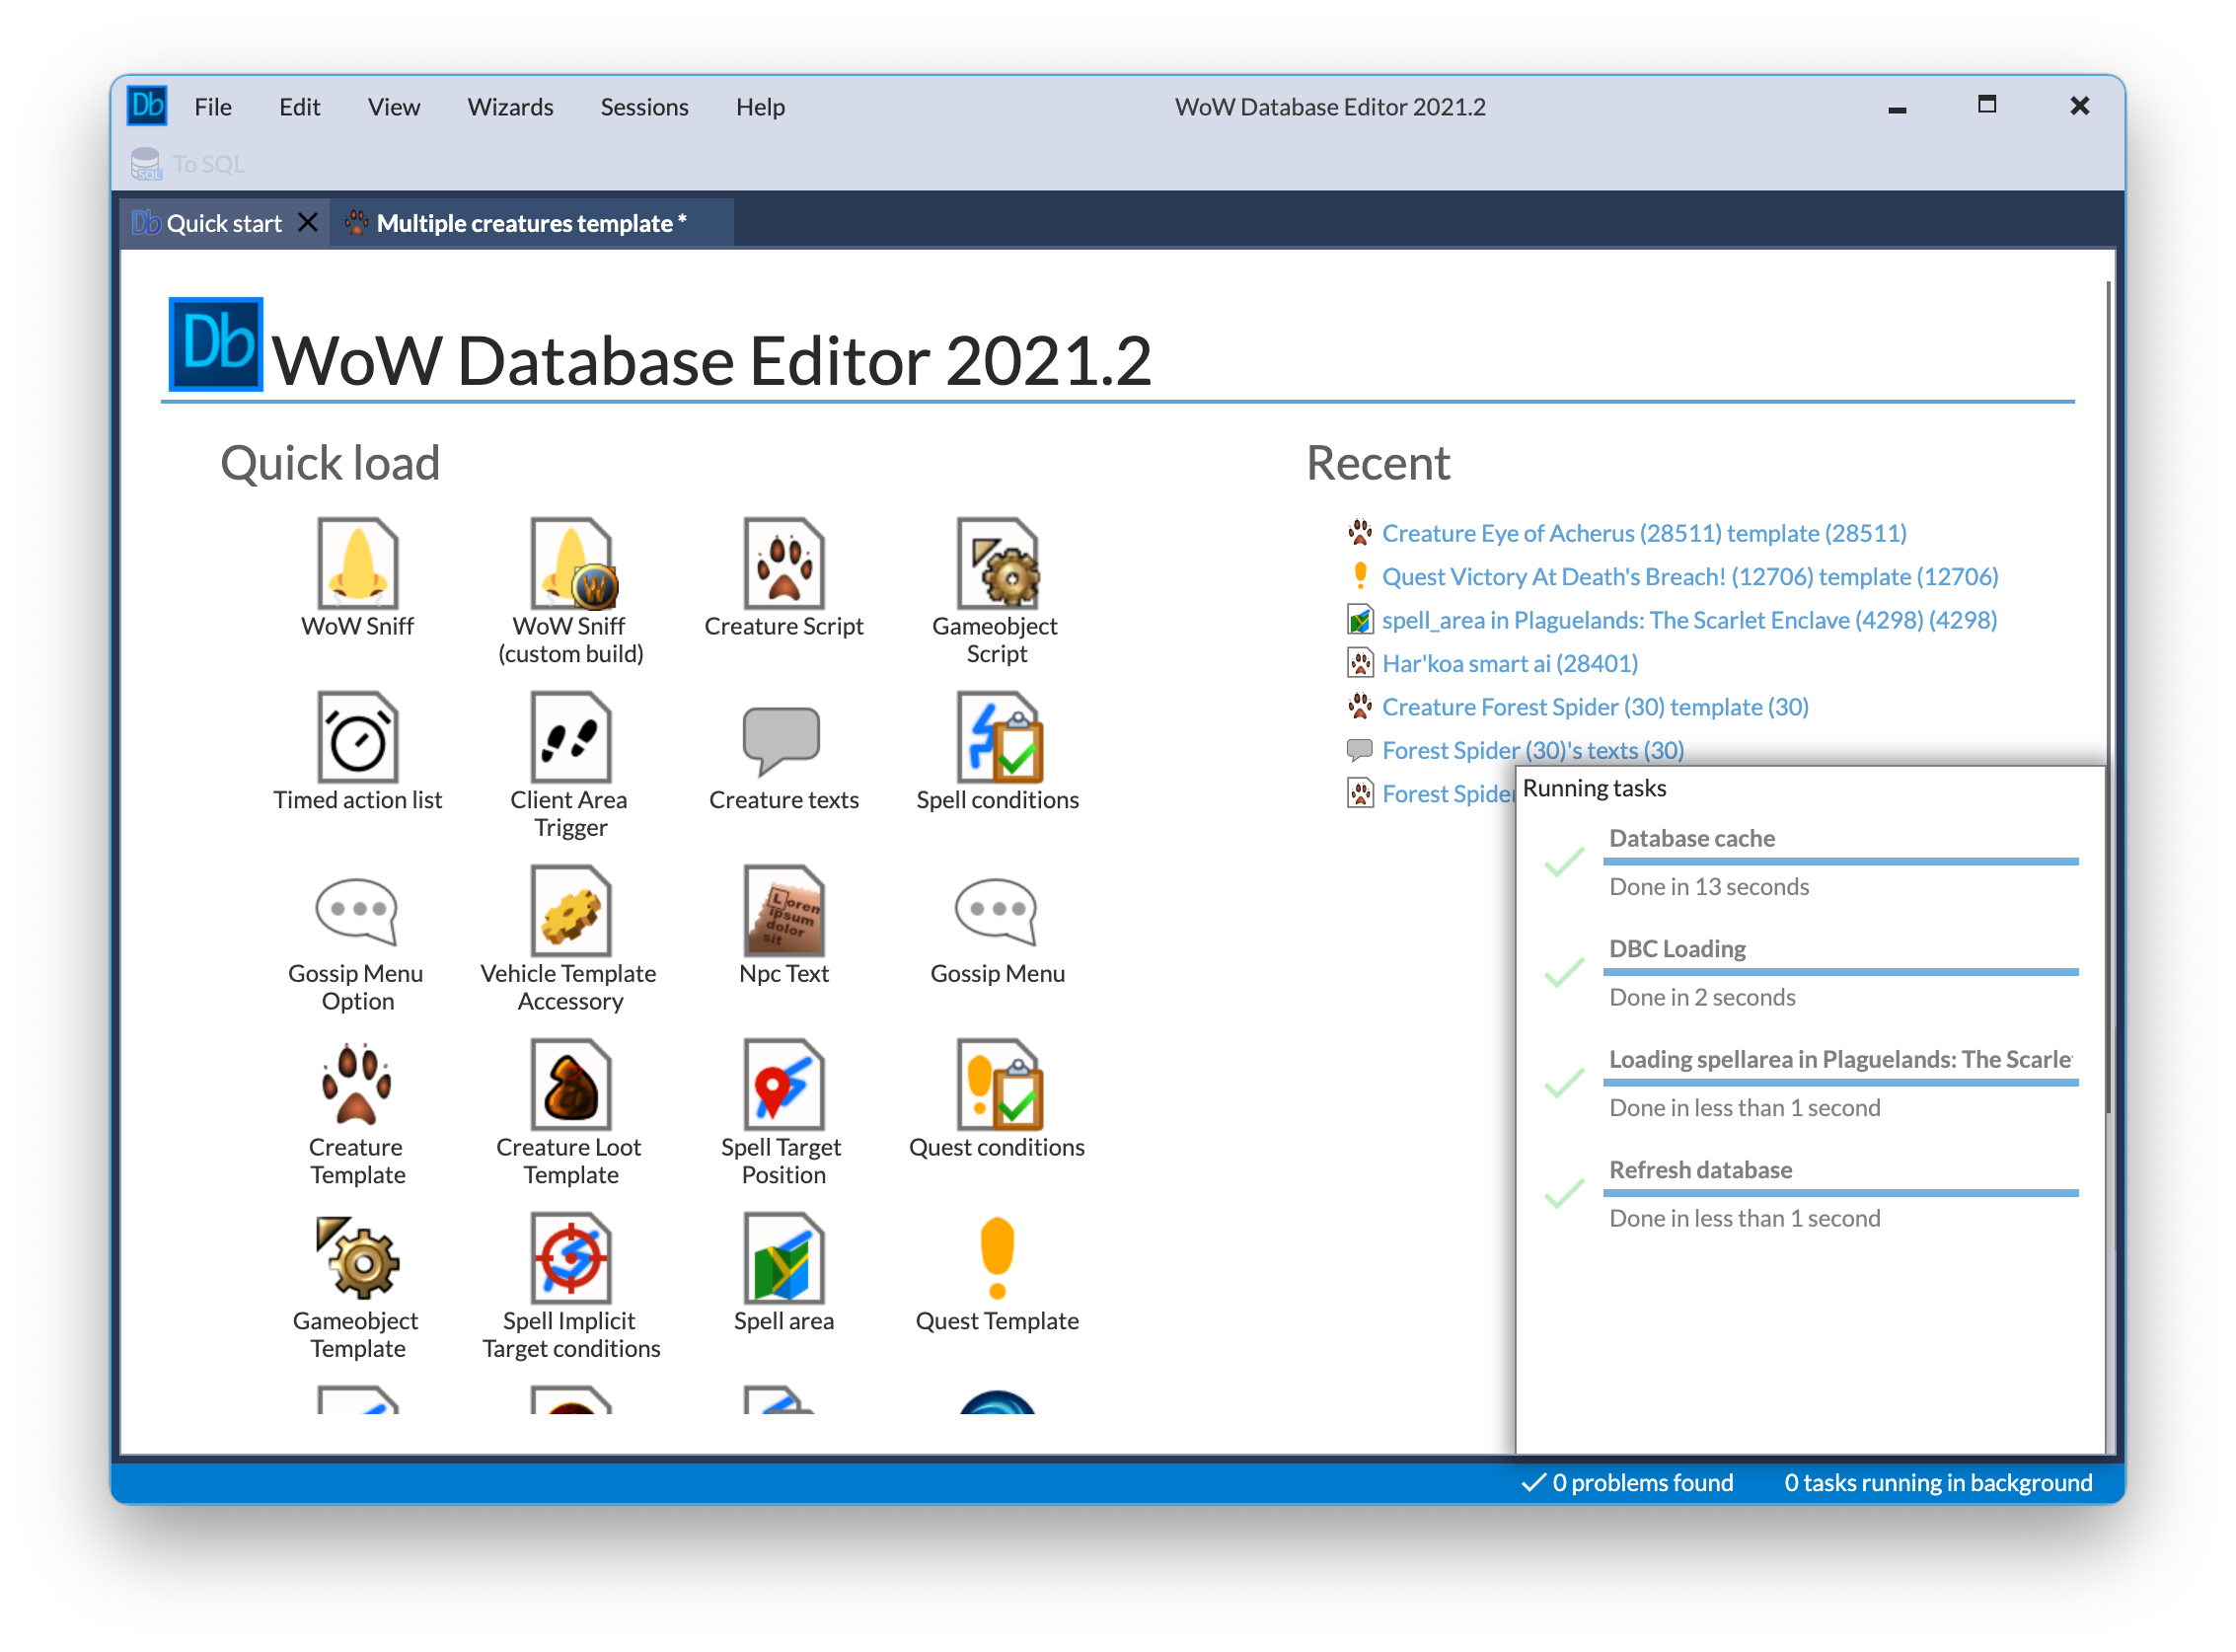 Db File Edit View Wizards Sessions Help WoW Database Editor 2021.2
SQL To SQL
Db Quick start Multiple creatures template *
Db WoW Database Editor 2021.2
Quick load
WoW Sniff
WoW Sniff
(custom build)
Creature Script
Gameobject
Script
Timed action list
Client Area
Trigger
Creature texts
Spell conditions
Gossip Menu
Option
Vehicle Template
Accessory
Lorem
ipsum
dolor
sit
Npc Text
Gossip Menu
Creature
Template
Creature Loot
Template
Spell Target
Position
Quest conditions
Gameobject
Template
Spell Implicit
Target conditions
Spell area
Quest Template
Recent
Creature Eye of Acherus (28511) template (28511)
Quest Victory At Death's Breach! (12706) template (12706)
spell_area in Plaguelands: The Scarlet Enclave (4298) (4298)
Har'koa smart ai (28401)
Creature Forest Spider (30) template (30)
Forest Spider (30)'s texts (30)
Forest Spider
Running tasks
Database cache
Done in 13 seconds
DBC Loading
Done in 2 seconds
Loading spellarea in Plaguelands: The Scarle
Done in less than 1 second
Refresh database
Done in less than 1 second
0 problems found 0 tasks running in background